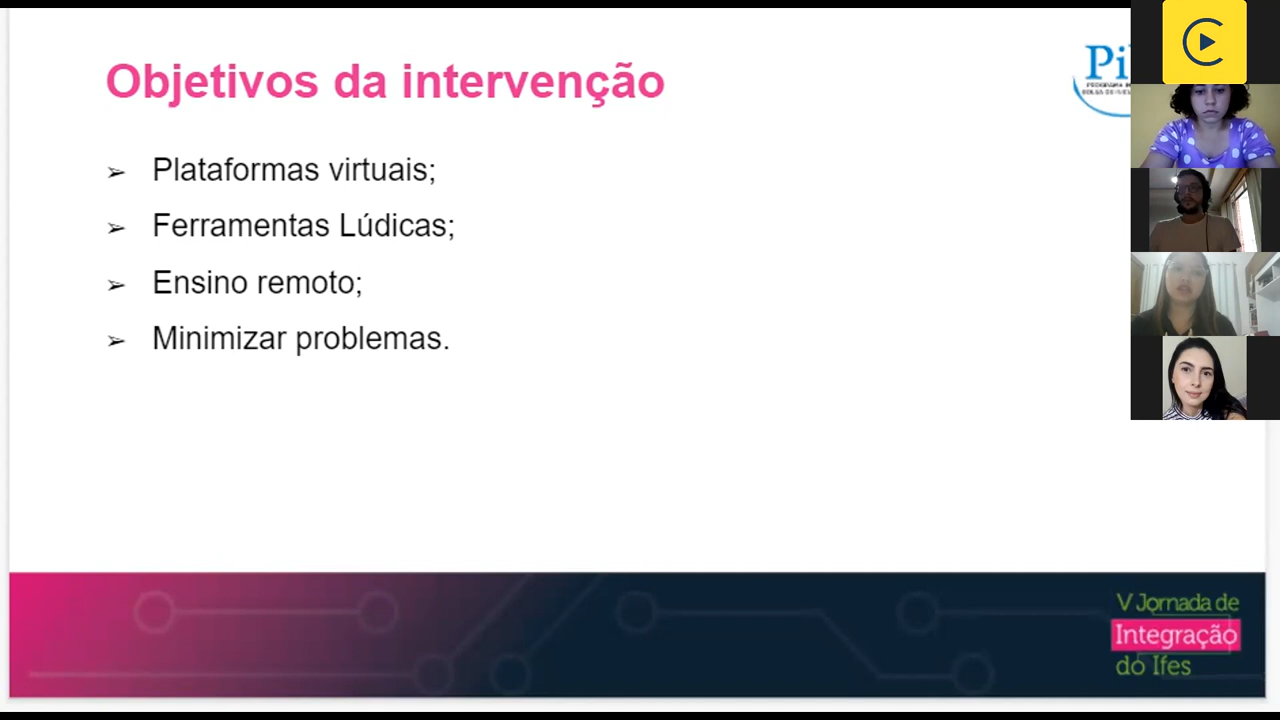 Objetivos da intervenção
➢ Plataformas virtuais;
➢ Ferramentas Lúdicas;
➢ Ensino remoto;
➢ Minimizar problemas.
V Jornada de
Integração
do Ifes